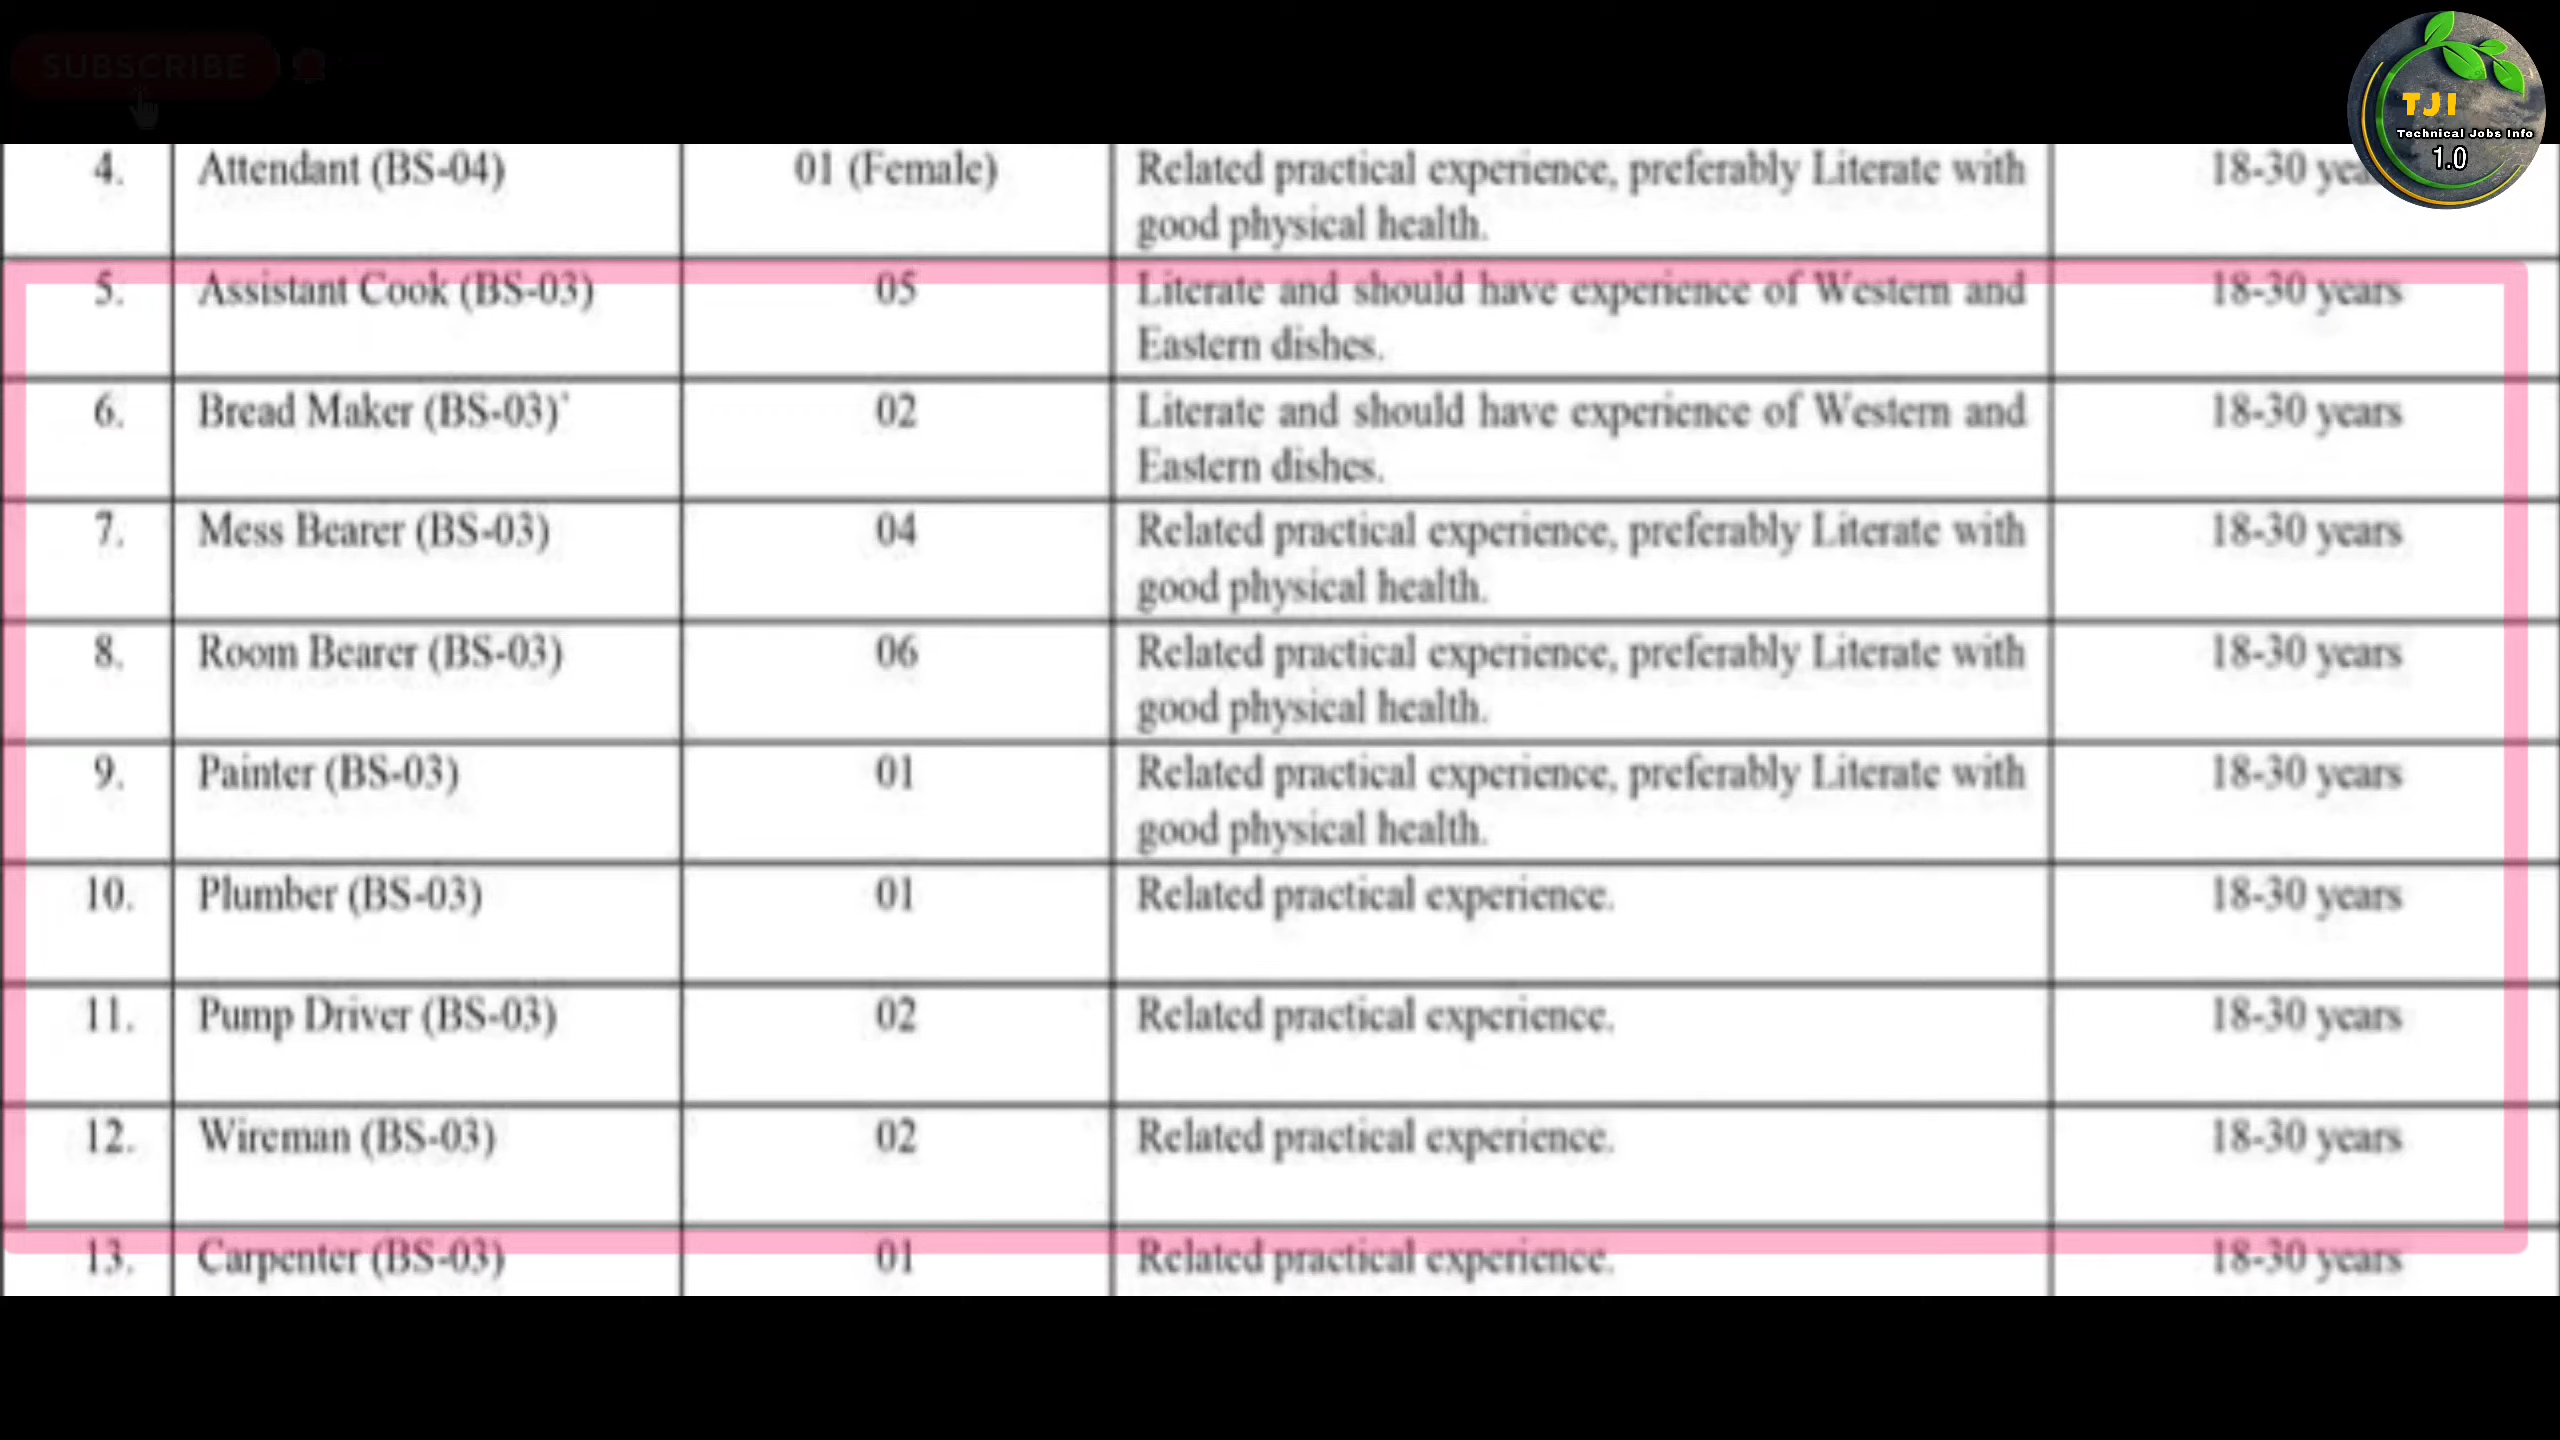 SUBSCRIBE
TJI
Technical Jobs Info
1.0
4. Attendant (BS-04) 01 (Female) Related practical experience, preferably Literate with 18-30 yea
good physical health.
5. Assistant Cook (BS-03) 05 Literate and should have experience of Western and 18-30 years
Eastern dishes.
6. Bread Maker (BS-03)` 02 Literate and should have experience of Western and 18-30 years
Eastern dishes.
7. Mess Bearer (BS-03) 04 Related practical experience, preferably Literate with 18-30 years
good physical health.
8. Room Bearer (BS-03) 06 Related practical experience, preferably Literate with 18-30 years
good physical health.
9. Painter (BS-03) 01 Related practical experience, preferably Literate with 18-30 years
good physical health.
10. Plumber (BS-03) 01 Related practical experience. 18-30 years
11. Pump Driver (BS-03) 02 Related practical experience. 18-30 years
12. Wireman (BS-03) 02 Related practical experience. 18-30 years
13. Carpenter (BS-03) 01 Related practical experience. 18-30 years